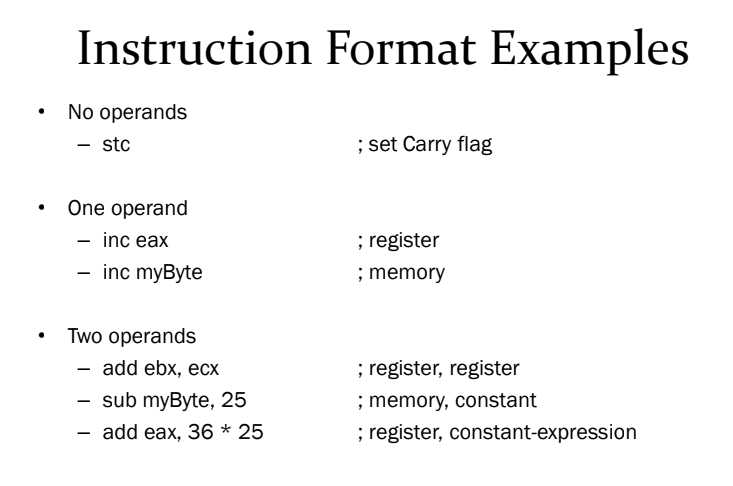 Instruction Format Examples
• No operands
– stc ; set Carry flag
• One operand
– inc eax ; register
– inc myByte ; memory
• Two operands
– add ebx, ecx ; register, register
– sub myByte, 25 ; memory, constant
– add eax, 36 * 25 ; register, constant-expression